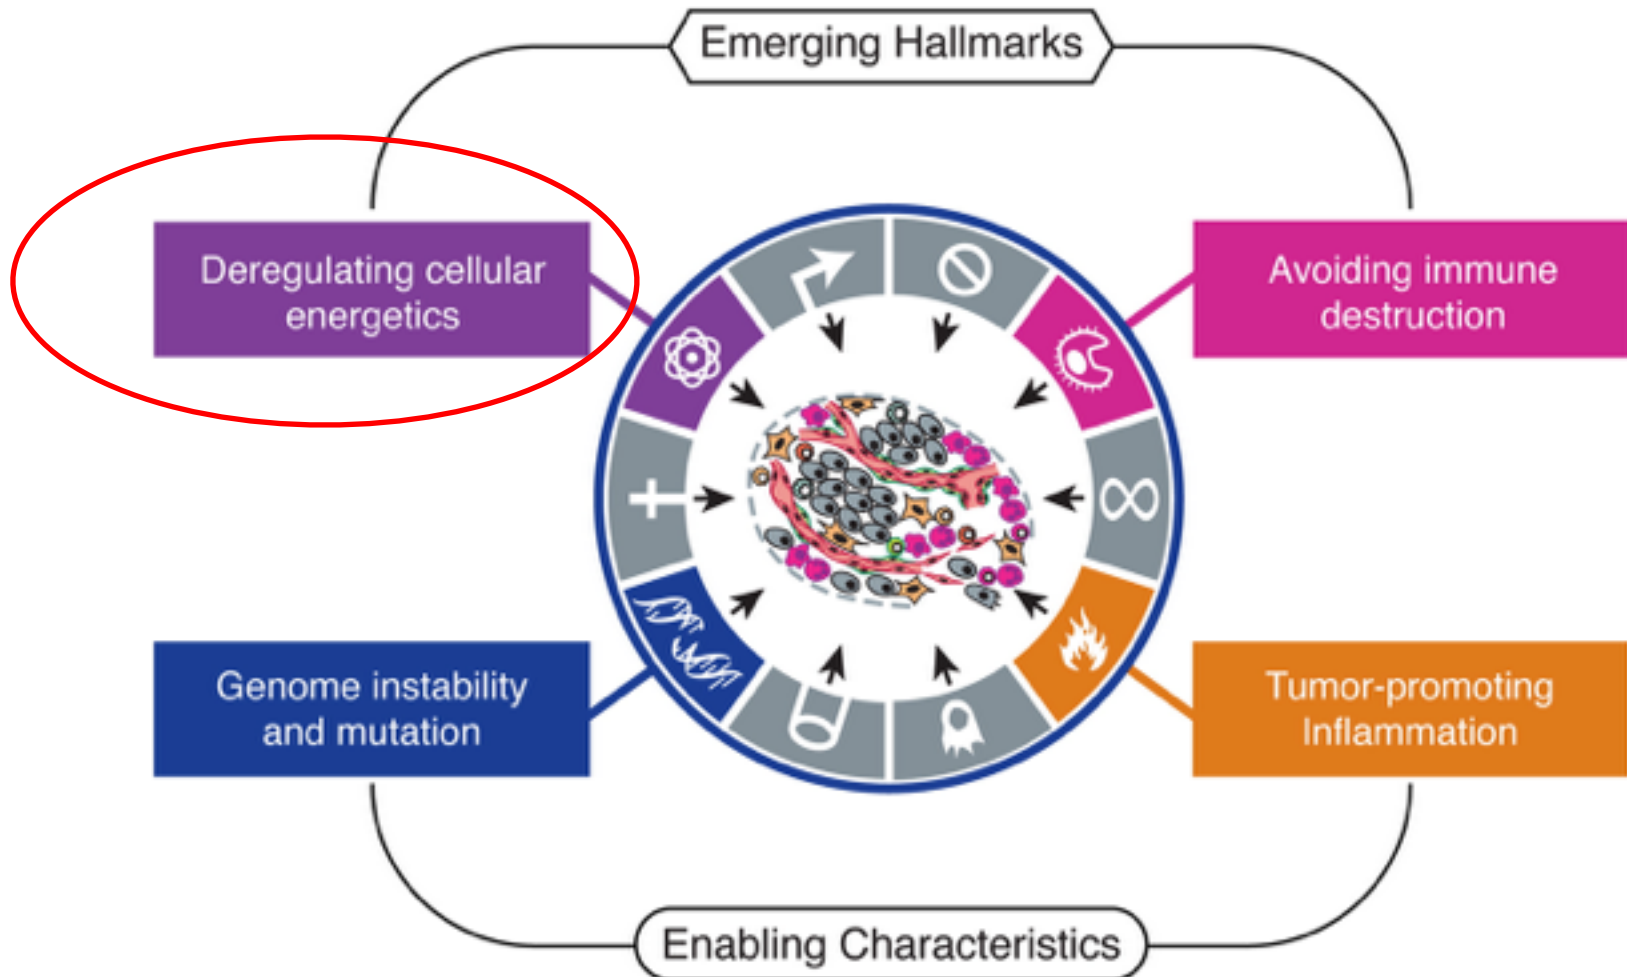 Emerging Hallmarks
Deregulating cellular
energetics
Avoiding immune
destruction
Genome instability
and mutation
Tumor-promoting
Inflammation
Enabling Characteristics